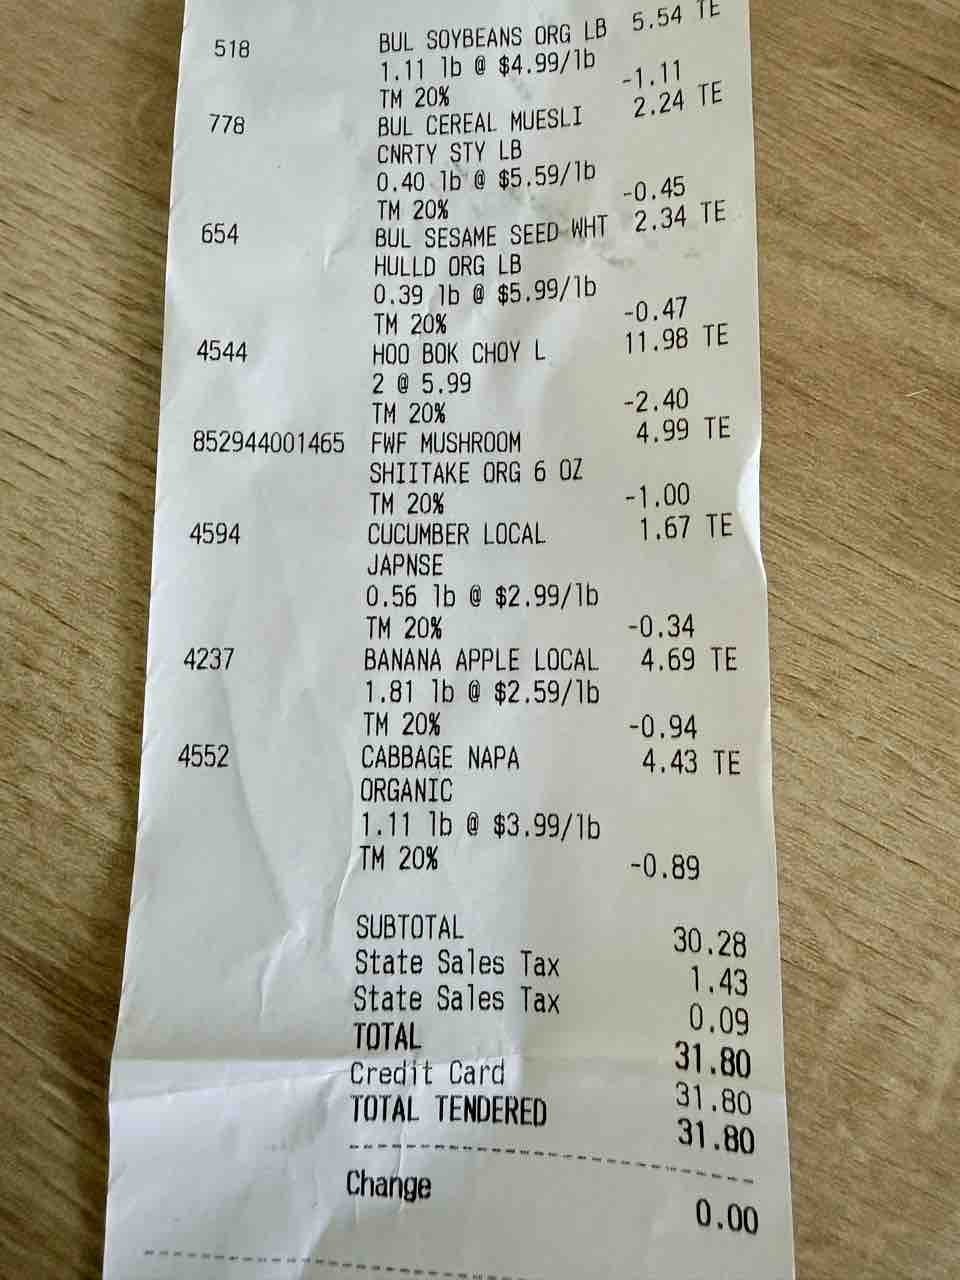 518 BUL SOYBEANS ORG LB 5.54 TE
1.11 lb @ $4.99/lb
TM 20% -1.11
778 BUL CEREAL MUESLI 2.24 TE
CNRTY STY LB
0.40 lb @ $5.59/lb
TM 20% -0.45
654 BUL SESAME SEED WHT 2.34 TE
HULLD ORG LB
0.39 lb @ $5.99/lb
TM 20% -0.47
4544 HOO BOK CHOY L 11.98 TE
2 @ 5.99
TM 20% -2.40
852944001465 FWF MUSHROOM 4.99 TE
SHIITAKE ORG 6 OZ
TM 20% -1.00
4594 CUCUMBER LOCAL 1.67 TE
JAPNSE
0.56 lb @ $2.99/lb
TM 20% -0.34
4237 BANANA APPLE LOCAL 4.69 TE
1.81 lb @ $2.59/lb
TM 20% -0.94
4552 CABBAGE NAPA 4.43 TE
ORGANIC
1.11 lb @ $3.99/lb
TM 20% -0.89
SUBTOTAL 30.28
State Sales Tax 1.43
State Sales Tax 0.09
TOTAL 31.80
Credit Card 31.80
TOTAL TENDERED 31.80
Change 0.00